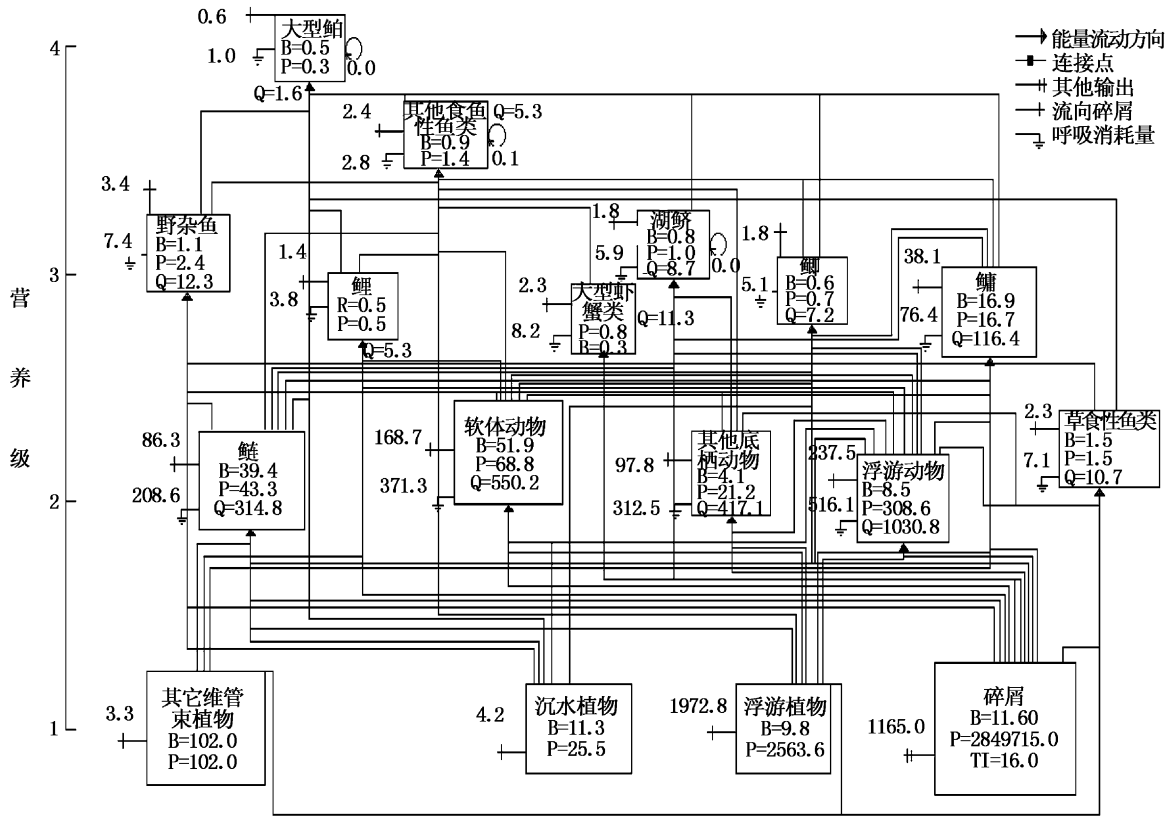 0.6
大型鲌
B=0.5
P=0.3
1.0
0.0
Q=1.6
4
能量流动方向
连接点
其他输出
流向碎屑
呼吸消耗量
2.4
其他食鱼
性鱼类
B=0.9
P=1.4
Q=5.3
2.8
0.1
3.4
野杂鱼
B=1.1
P=2.4
Q=12.3
7.4
1.8
湖鲚
B=0.8
P=1.0
Q=8.7
5.9
0.0
1.8
鲫
B=0.6
P=0.7
Q=7.2
5.1
38.1
鳙
B=16.9
P=16.7
Q=116.4
76.4
3
1.4
鲤
R=0.5
P=0.5
3.8
Q=5.3
2.3
大型虾
蟹类
P=0.8
B=0.3
8.2
Q=11.3
营
养
级
86.3
鲢
B=39.4
P=43.3
Q=314.8
208.6
168.7
软体动物
B=51.9
P=68.8
Q=550.2
371.3
97.8
其他底
栖动物
B=4.1
P=21.2
Q=417.1
312.5
237.5
浮游动物
B=8.5
P=308.6
Q=1030.8
516.1
2.3
草食性鱼类
B=1.5
P=1.5
Q=10.7
7.1
2
1
3.3
其它维管
束植物
B=102.0
P=102.0
4.2
沉水植物
B=11.3
P=25.5
1972.8
浮游植物
B=9.8
P=2563.6
1165.0
碎屑
B=11.60
P=2849715.0
TI=16.0